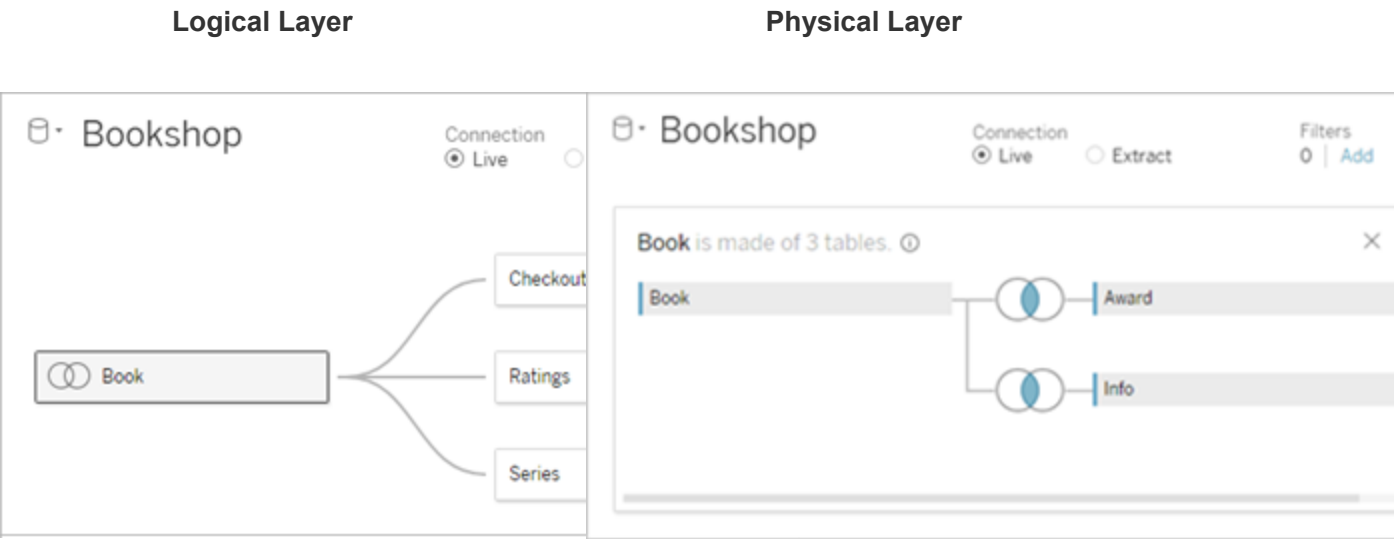 Logical Layer
Physical Layer
Bookshop
Connection
Live
Checkout
Book
Ratings
Series
Bookshop
Connection
Live Extract
Filters
0 | Add
Book is made of 3 tables.
Book
Award
Info